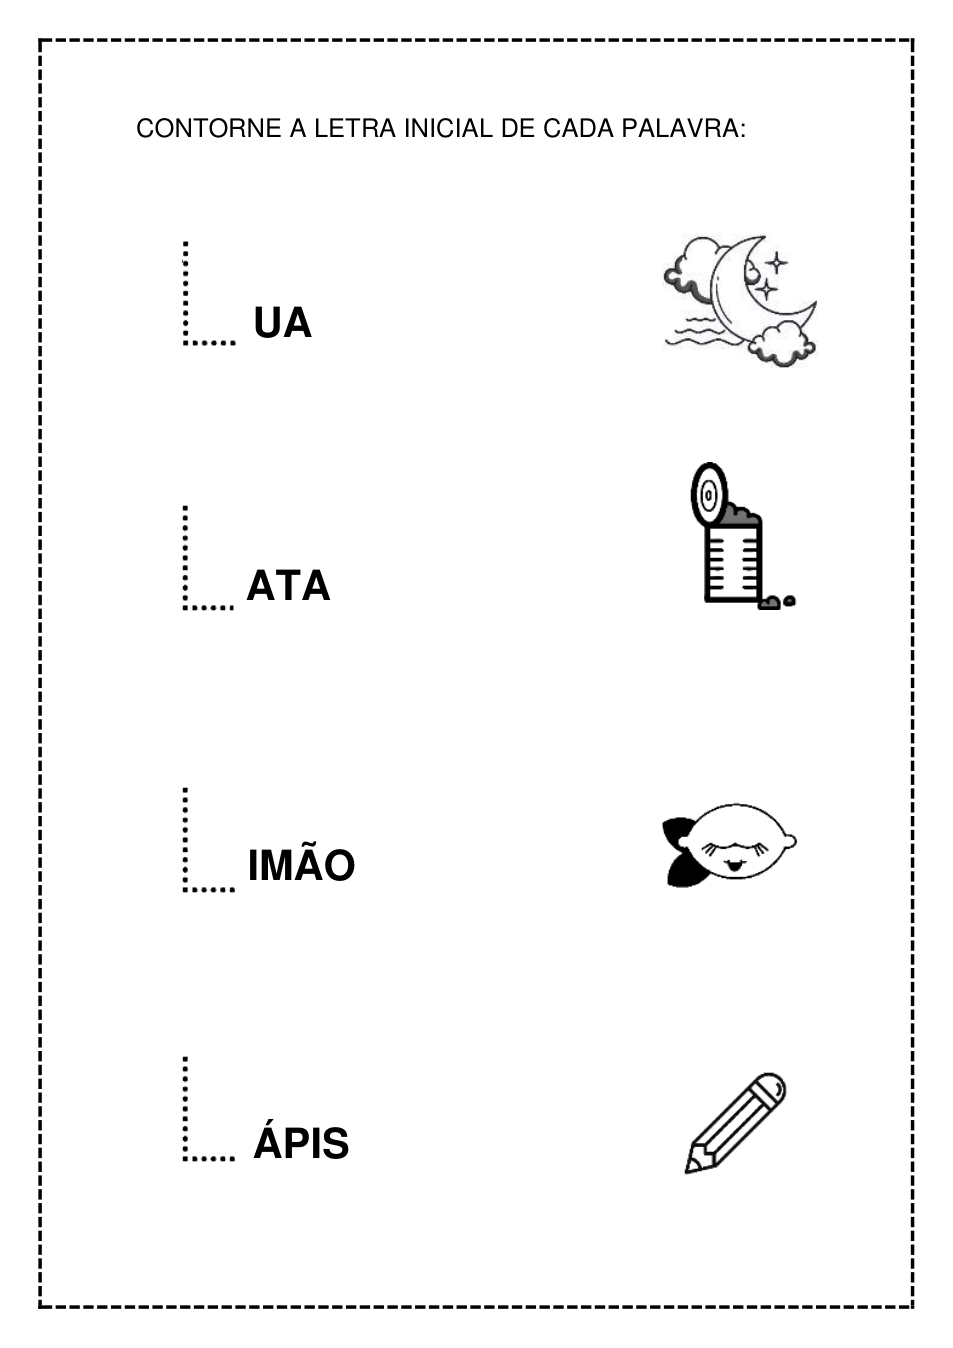 CONTORNE A LETRA INICIAL DE CADA PALAVRA:
L UA
L ATA
L IMÃO
L ÁPIS